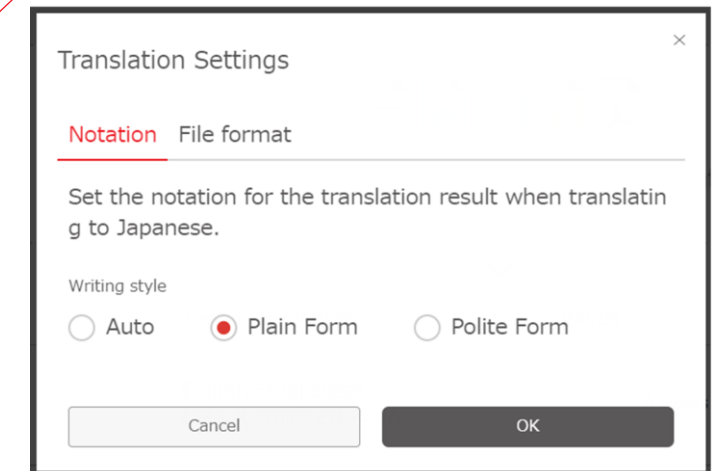 Translation Settings
×
Notation File format
Set the notation for the translation result when translatin
g to Japanese.
Writing style
Auto Plain Form Polite Form
Cancel OK